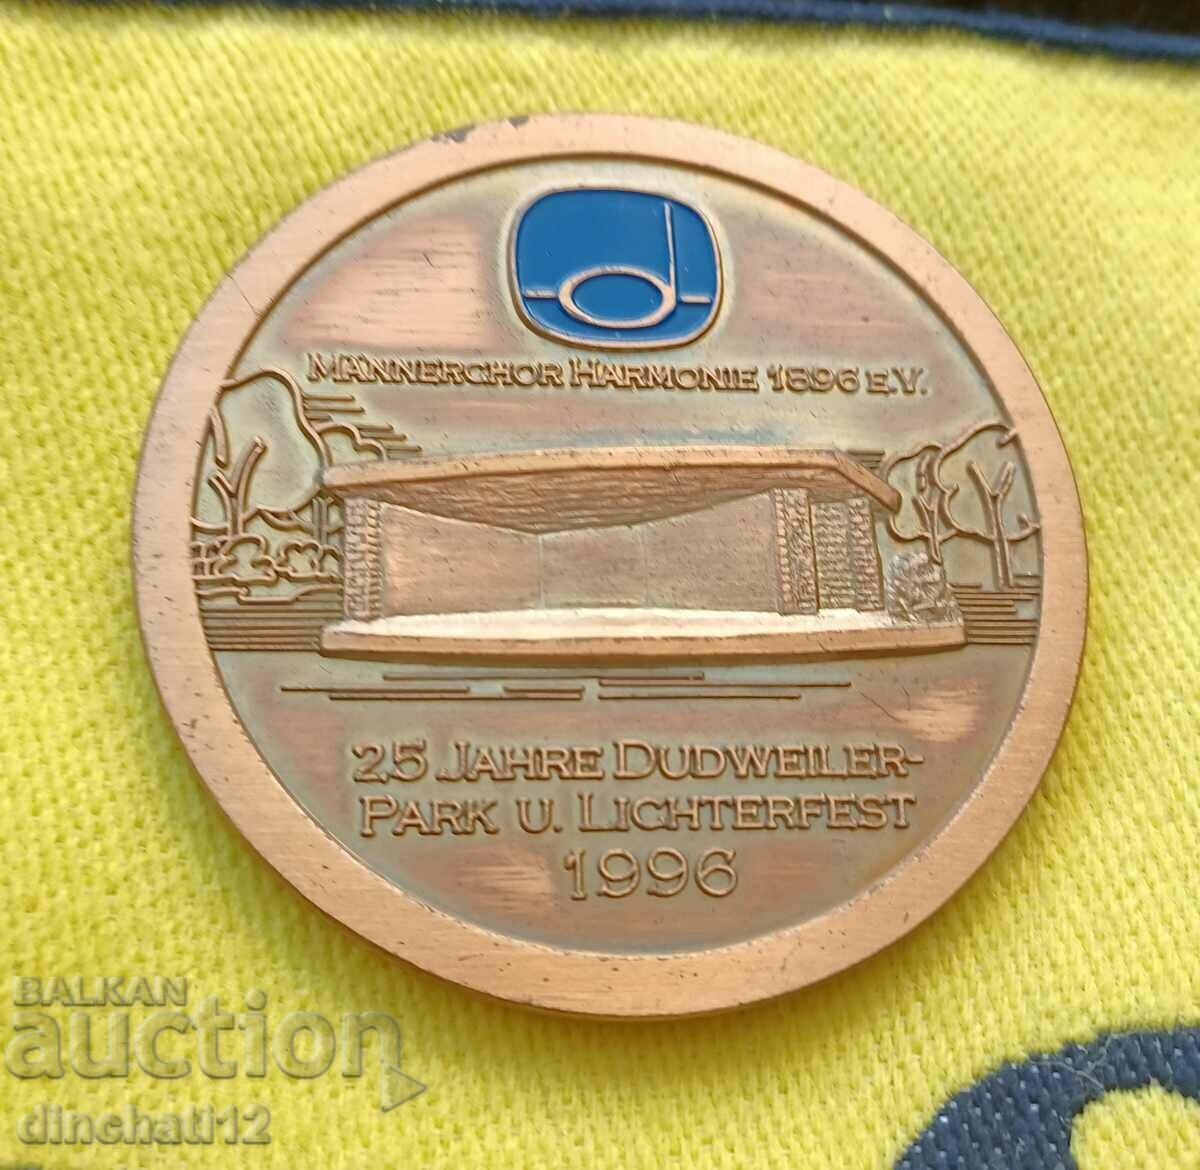 MÄNNERCHOR HARMONIE 1896 E.V.
25 JAHRE DUDWEILER-
PARK U. LICHTERFEST
1996
BALKAN
auction
dinchati12